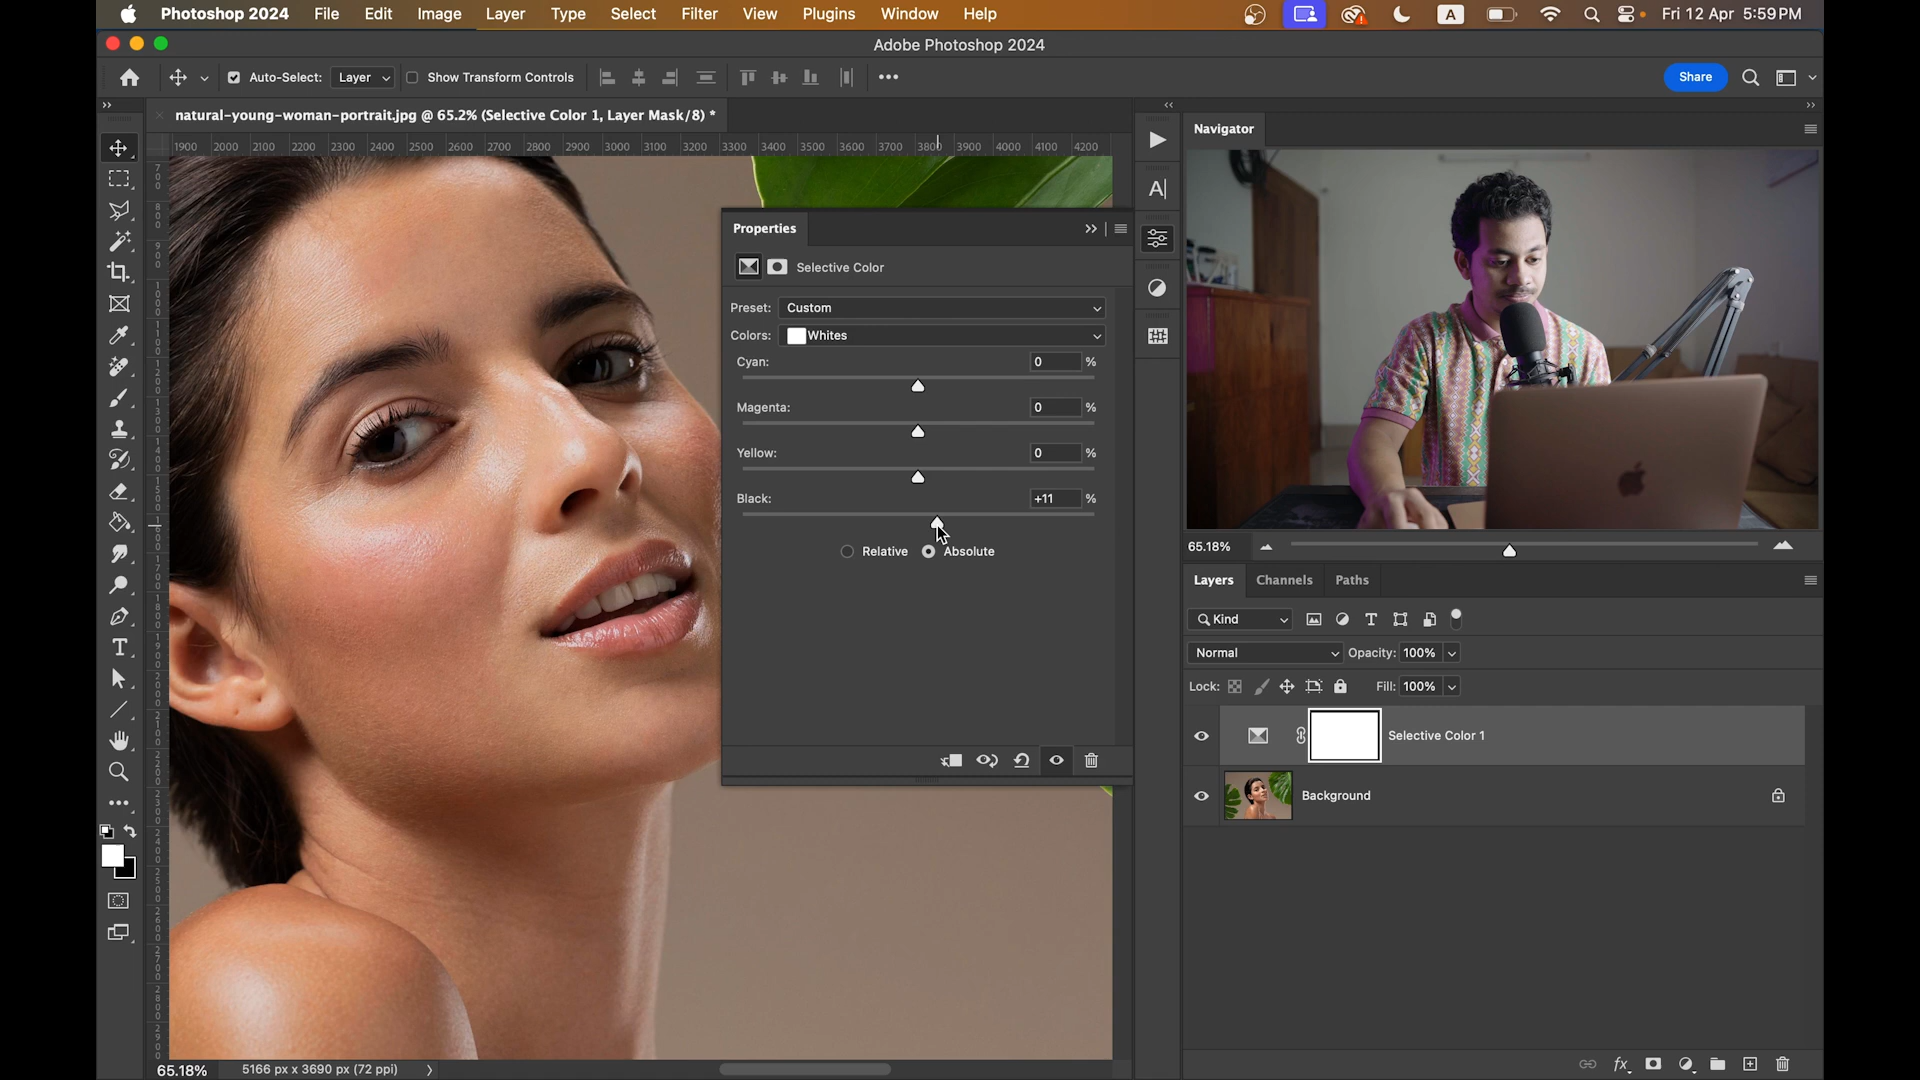 Photoshop 2024 File Edit Image Layer Type Select Filter View Plugins Window Help A Fri 12 Apr 5:59 PM
Adobe Photoshop 2024
Auto-Select: Layer Show Transform Controls ••• Share
natural-young-woman-portrait.jpg @ 65.2% (Selective Color 1, Layer Mask/8) *
1900 2000 2100 2200 2300 2400 2500 2600 2700 2800 2900 3000 3100 3200 3300 3400 3500 3600 3700 3800 3900 4000 4100 4200
Navigator
Properties
Selective Color
Preset: Custom
Colors: Whites
Cyan: 0 %
Magenta: 0 %
Yellow: 0 %
Black: +11 %
Relative Absolute
65.18%
Layers Channels Paths
Kind
Normal Opacity: 100%
Lock: Fill: 100%
Selective Color 1
Background
65.18% 5166 px x 3690 px (72 ppi)